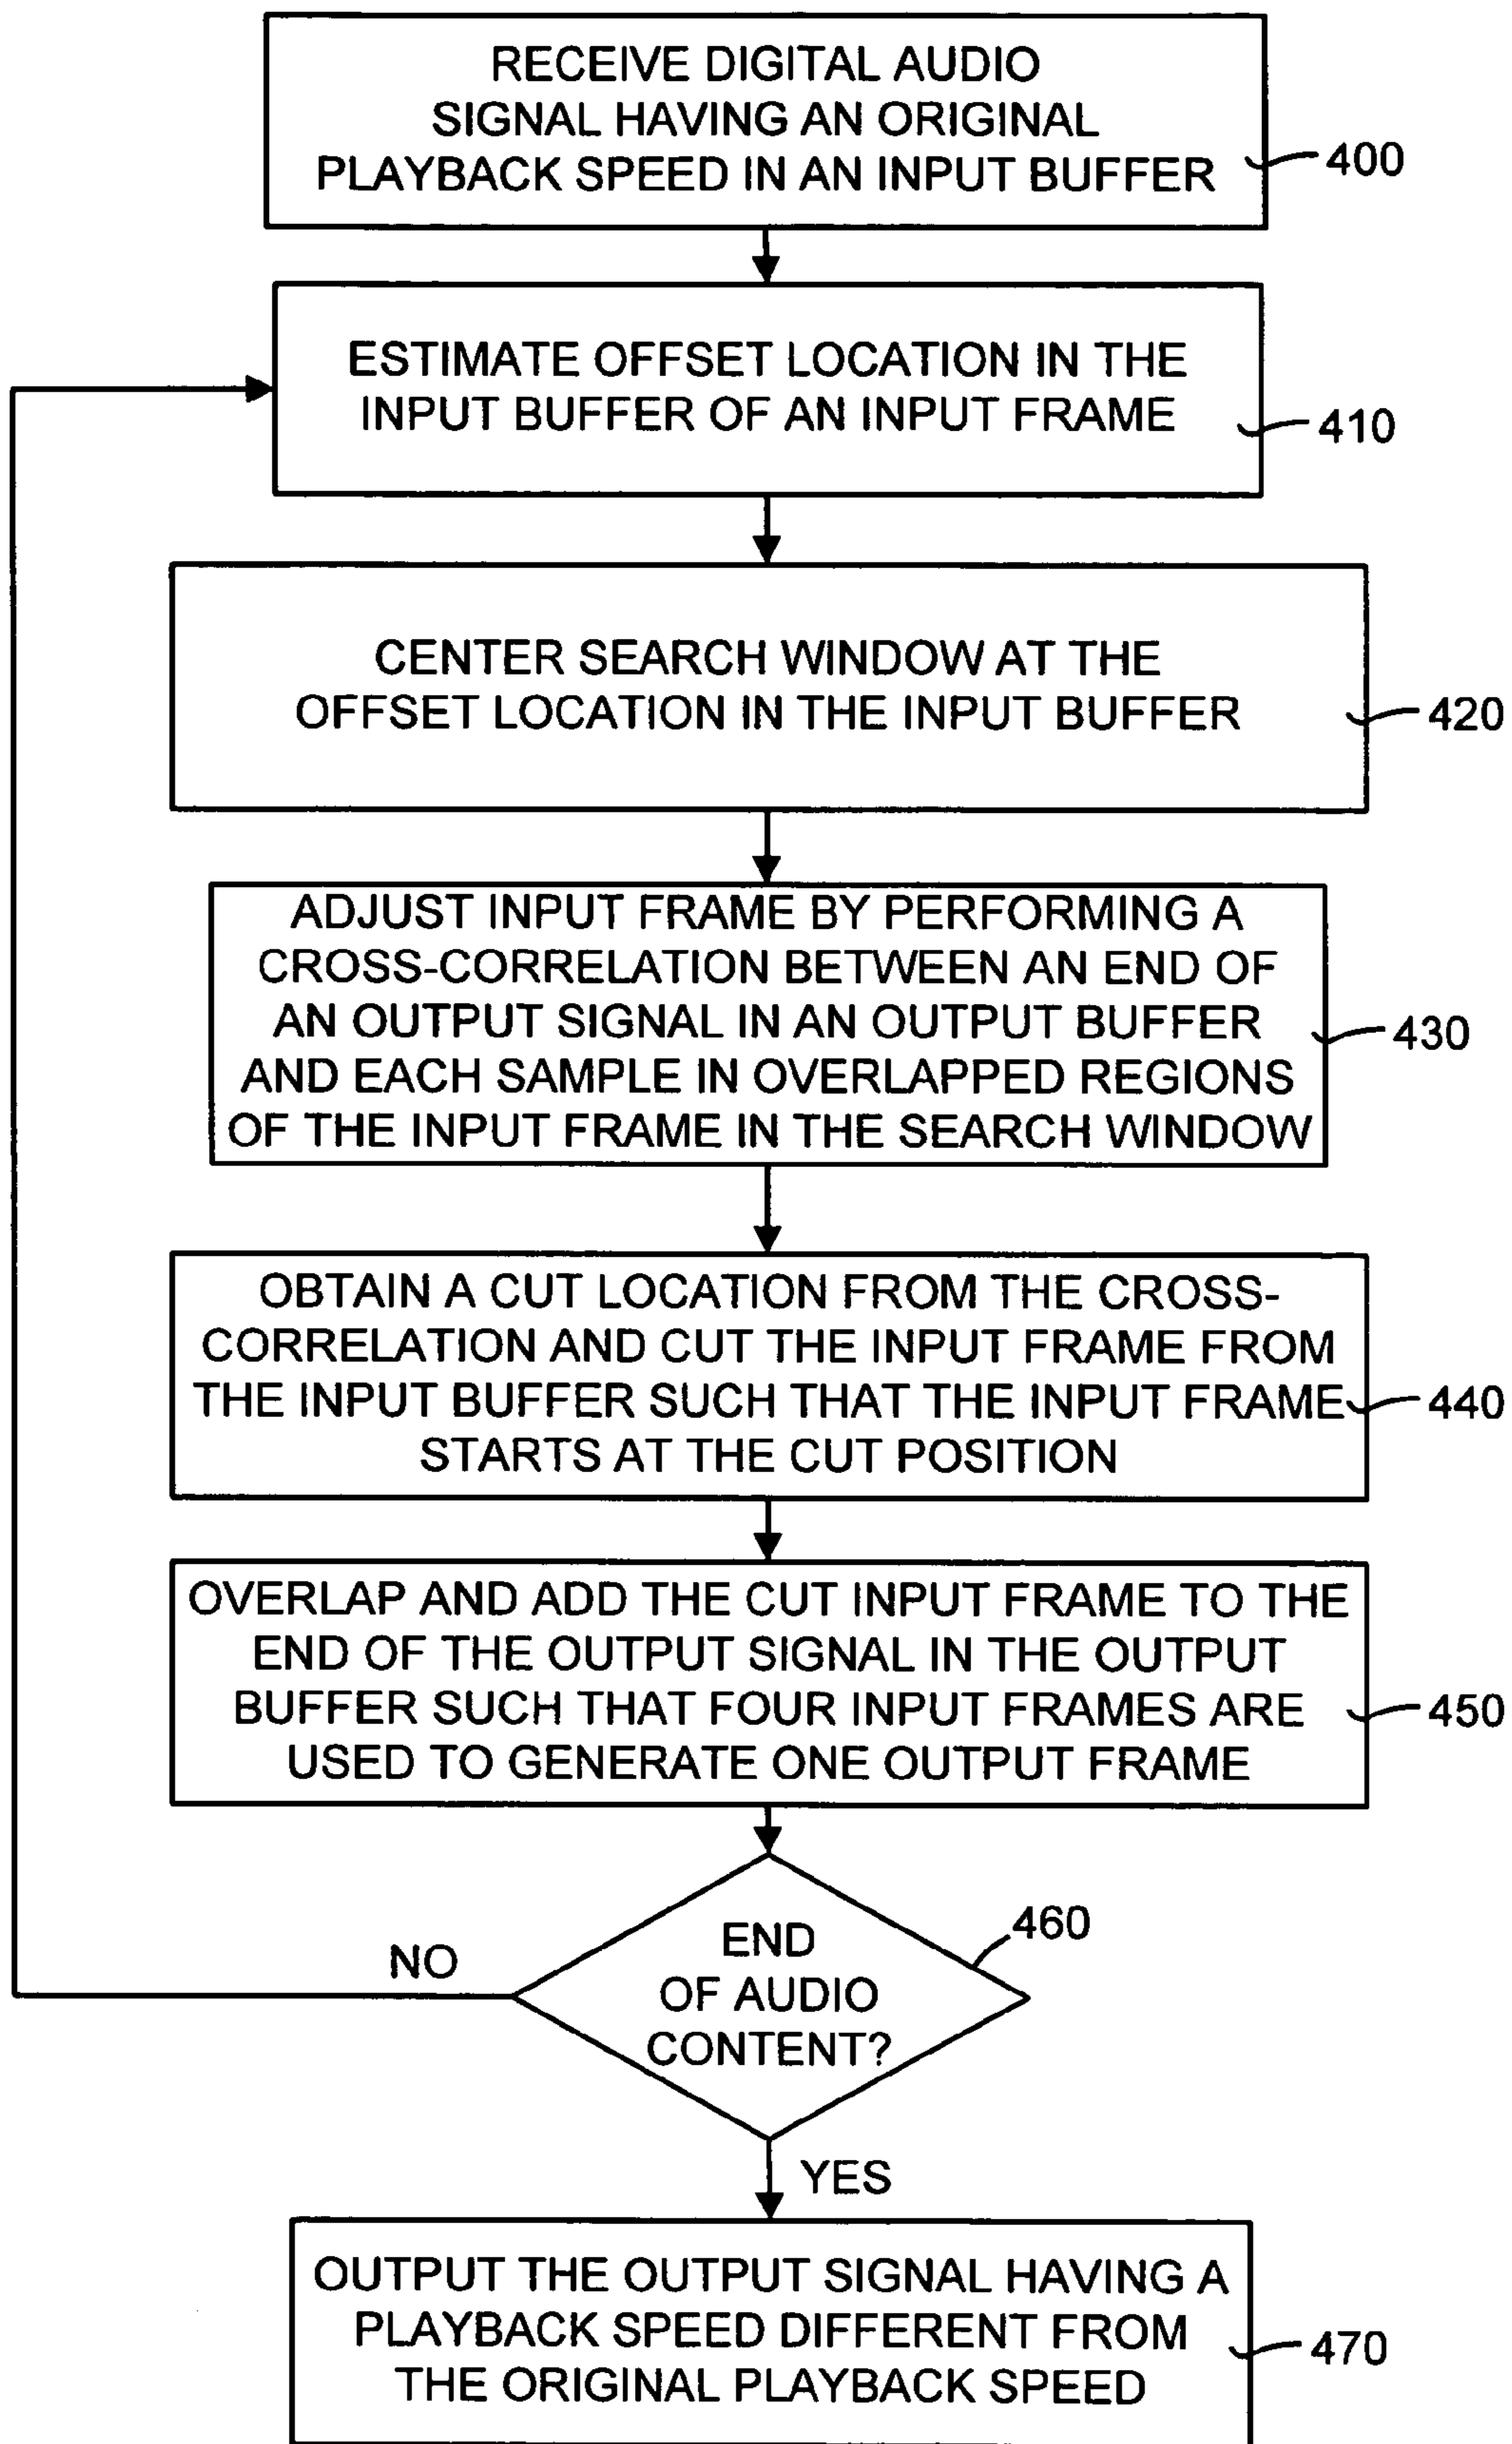 RECEIVE DIGITAL AUDIO
SIGNAL HAVING AN ORIGINAL
PLAYBACK SPEED IN AN INPUT BUFFER
400
ESTIMATE OFFSET LOCATION IN THE
INPUT BUFFER OF AN INPUT FRAME
410
CENTER SEARCH WINDOW AT THE
OFFSET LOCATION IN THE INPUT BUFFER
420
ADJUST INPUT FRAME BY PERFORMING A
CROSS-CORRELATION BETWEEN AN END OF
AN OUTPUT SIGNAL IN AN OUTPUT BUFFER
AND EACH SAMPLE IN OVERLAPPED REGIONS
OF THE INPUT FRAME IN THE SEARCH WINDOW
430
OBTAIN A CUT LOCATION FROM THE CROSS-
CORRELATION AND CUT THE INPUT FRAME FROM
THE INPUT BUFFER SUCH THAT THE INPUT FRAME
STARTS AT THE CUT POSITION
440
OVERLAP AND ADD THE CUT INPUT FRAME TO THE
END OF THE OUTPUT SIGNAL IN THE OUTPUT
BUFFER SUCH THAT FOUR INPUT FRAMES ARE
USED TO GENERATE ONE OUTPUT FRAME
450
END
OF AUDIO
CONTENT?
460
NO
YES
OUTPUT THE OUTPUT SIGNAL HAVING A
PLAYBACK SPEED DIFFERENT FROM
THE ORIGINAL PLAYBACK SPEED
470